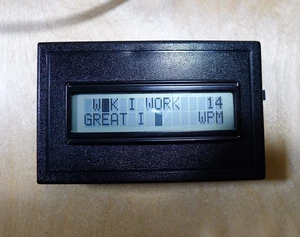 W█K I WORK 14
GREAT I █ WPM